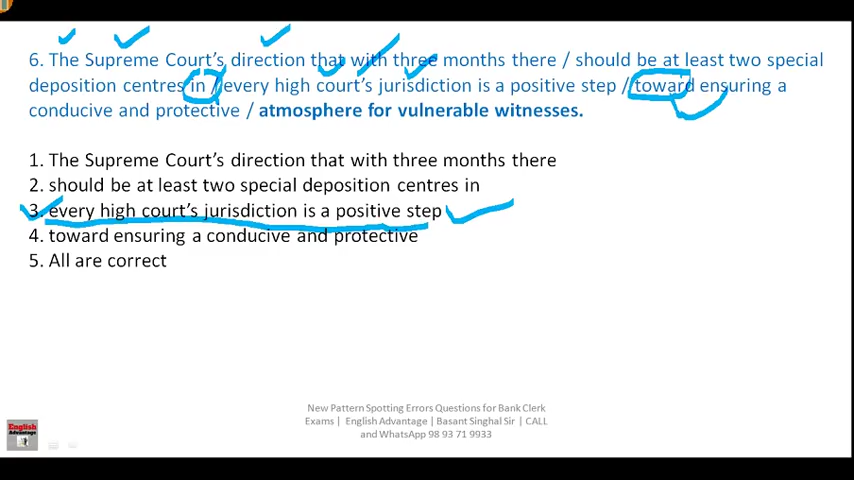 6. The Supreme Court's direction that with three months there / should be at least two special
deposition centres in / every high court's jurisdiction is a positive step / toward ensuring a
conducive and protective / atmosphere for vulnerable witnesses.
1. The Supreme Court's direction that with three months there
2. should be at least two special deposition centres in
3. every high court's jurisdiction is a positive step
4. toward ensuring a conducive and protective
5. All are correct
New Pattern Spotting Errors Questions for Bank Clerk
Exams | English Advantage | Basant Singhal Sir | CALL
and WhatsApp 98 93 71 9933
English
Advantage